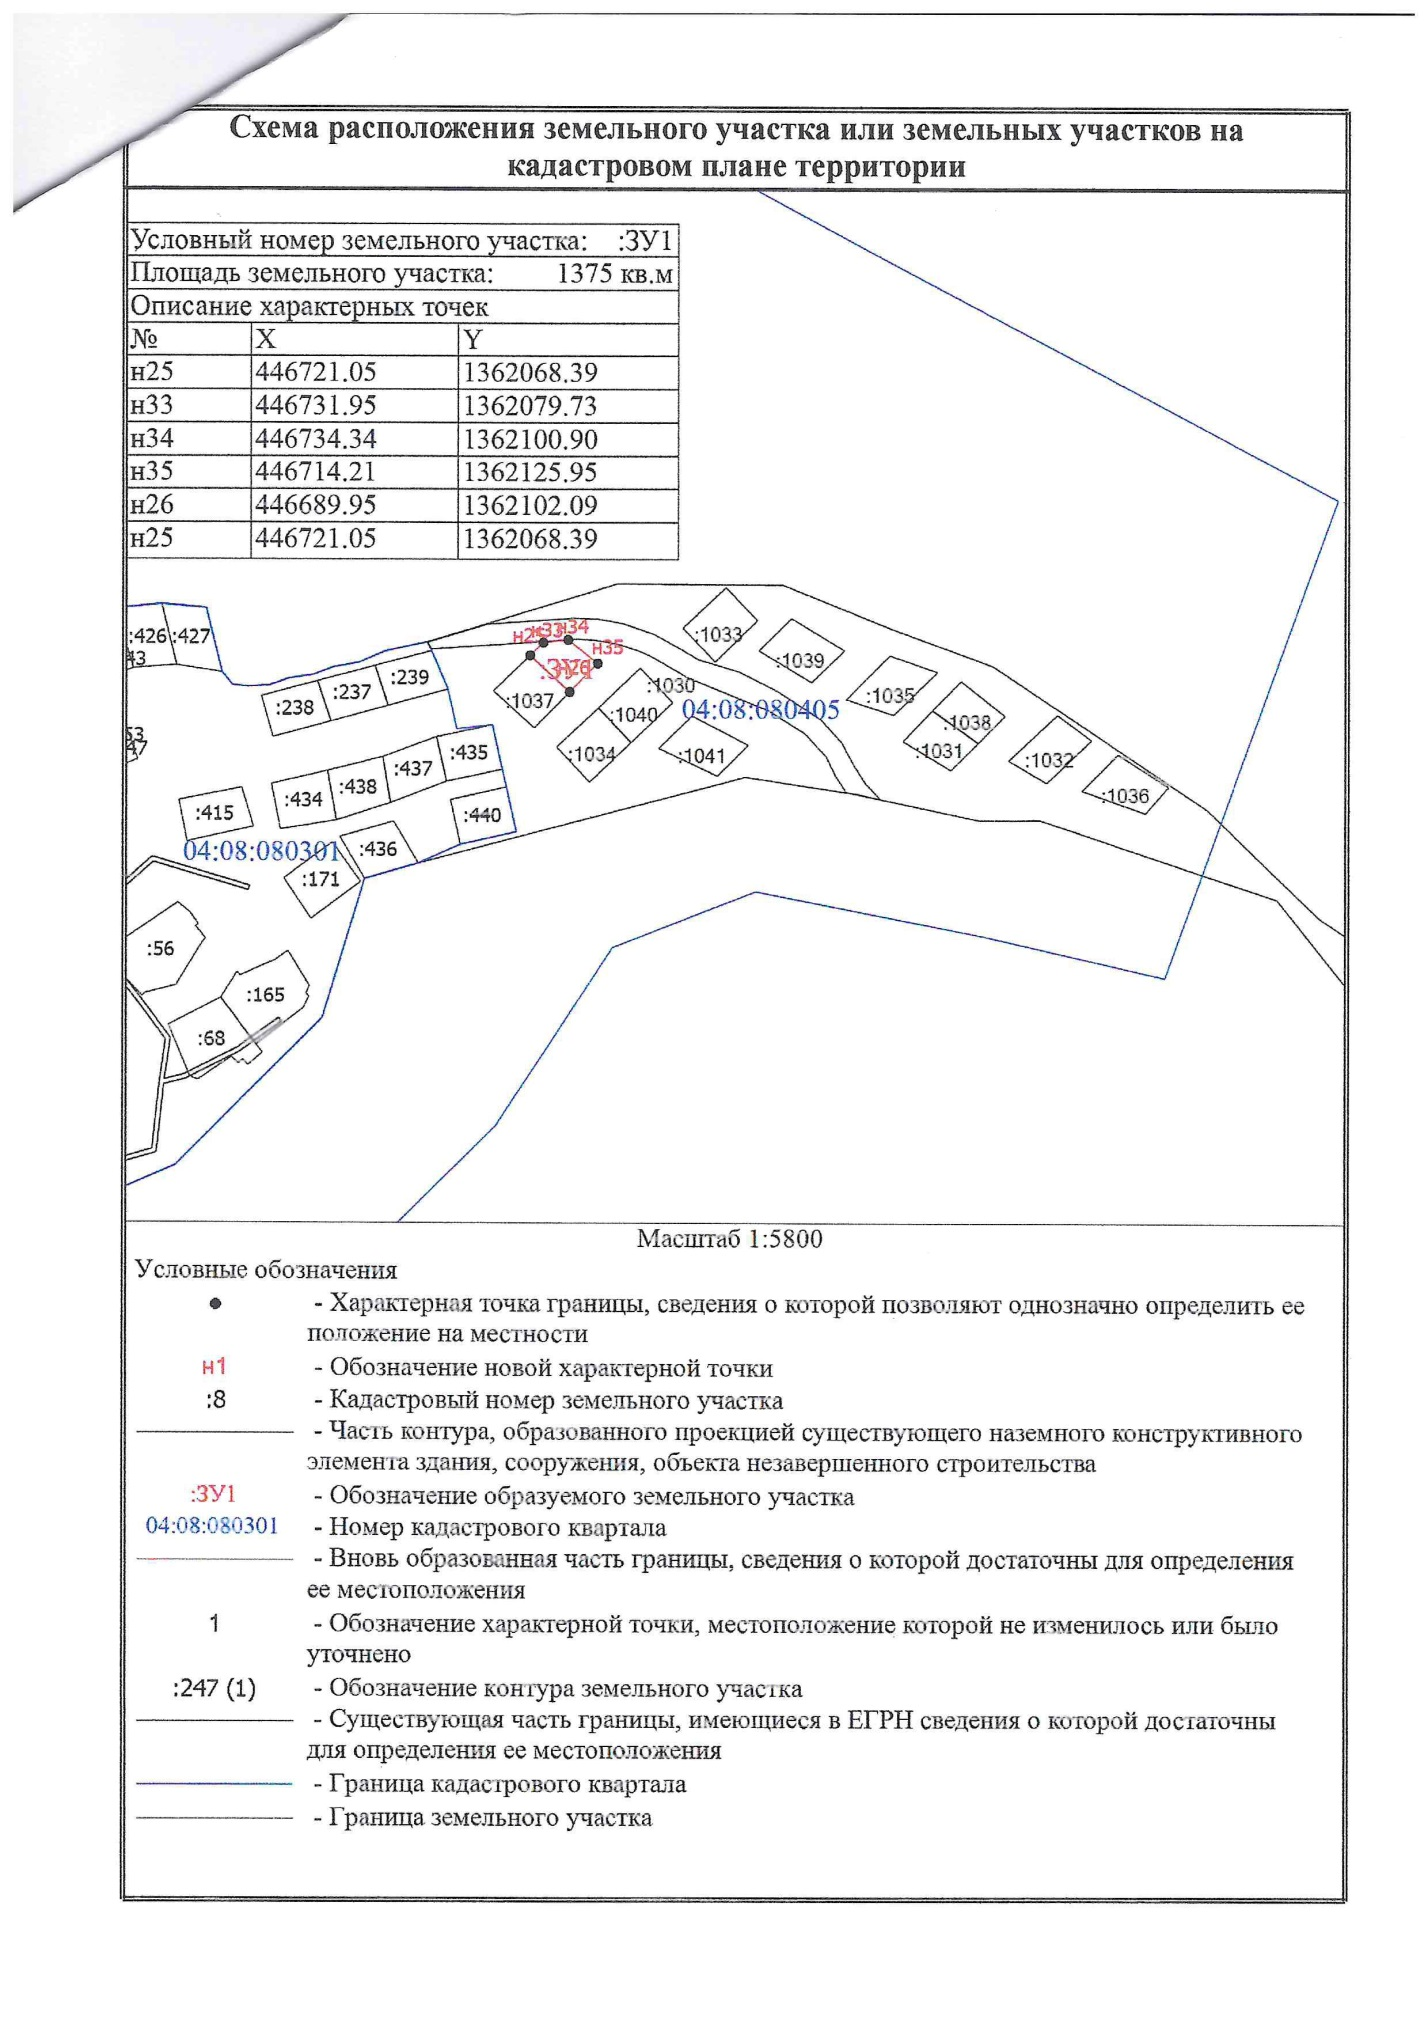 Схема расположения земельного участка или земельных участков на
кадастровом плане территории
Условный номер земельного участка: :ЗУ1
Площадь земельного участка: 1375 кв.м
Описание характерных точек
№ X Y
н25 446721.05 1362068.39
н33 446731.95 1362079.73
н34 446734.34 1362100.90
н35 446714.21 1362125.95
н26 446689.95 1362102.09
н25 446721.05 1362068.39
:426 :427
43
:238 :237 :239
н33 н34
н35
:ЗУ1
н26
:1037
:1030
:1040
04:08:080405
:1034
:1041
:1033
:1039
:1035
:1038
:1031
:1032
:1036
53
47
:435
:437
:438
:434
:440
:415
:436
04:08:080301
:171
:56
:165
:68
Масштаб 1:5800
Условные обозначения
- Характерная точка границы, сведения о которой позволяют однозначно определить ее
положение на местности
н1 - Обозначение новой характерной точки
:8 - Кадастровый номер земельного участка
- Часть контура, образованного проекцией существующего наземного конструктивного
элемента здания, сооружения, объекта незавершенного строительства
:ЗУ1 - Обозначение образуемого земельного участка
04:08:080301 - Номер кадастрового квартала
- Вновь образованная часть границы, сведения о которой достаточны для определения
ее местоположения
1 - Обозначение характерной точки, местоположение которой не изменилось или было
уточнено
:247 (1) - Обозначение контура земельного участка
- Существующая часть границы, имеющиеся в ЕГРН сведения о которой достаточны
для определения ее местоположения
- Граница кадастрового квартала
- Граница земельного участка